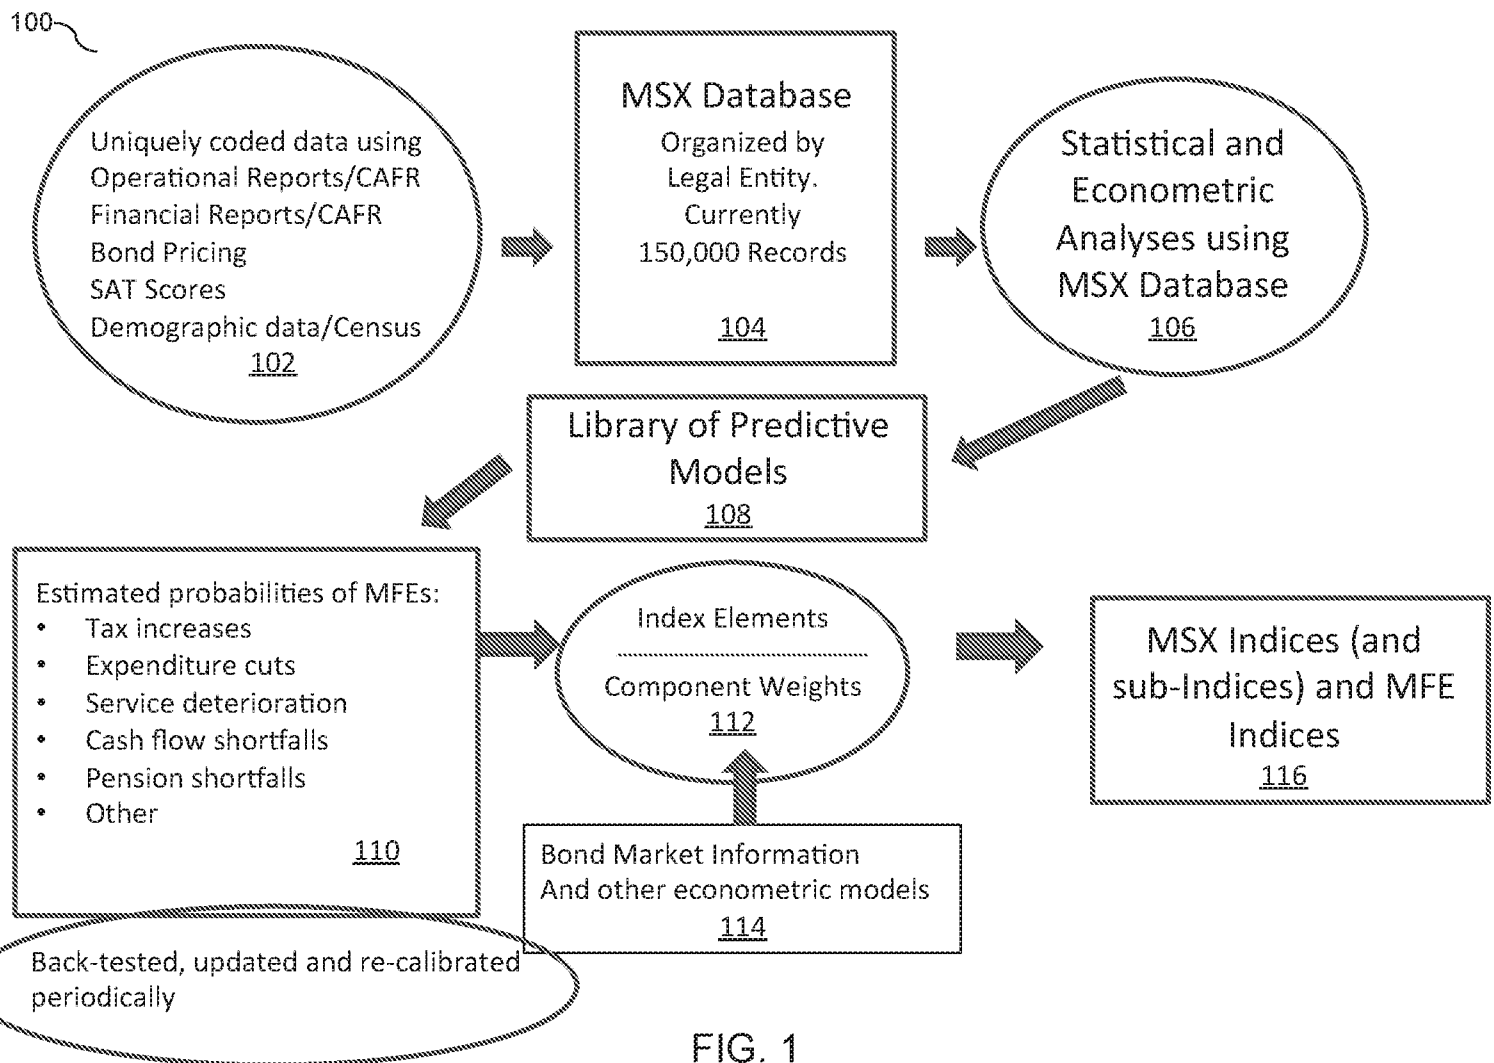 100
Uniquely coded data using
Operational Reports/CAFR
Financial Reports/CAFR
Bond Pricing
SAT Scores
Demographic data/Census
102
MSX Database
Organized by
Legal Entity.
Currently
150,000 Records
104
Statistical and
Econometric
Analyses using
MSX Database
106
Library of Predictive
Models
108
Estimated probabilities of MFEs:
• Tax increases
• Expenditure cuts
• Service deterioration
• Cash flow shortfalls
• Pension shortfalls
• Other
110
Index Elements
Component Weights
112
MSX Indices (and
sub-Indices) and MFE
Indices
116
Bond Market Information
And other econometric models
114
Back-tested, updated and re-calibrated
periodically
FIG. 1